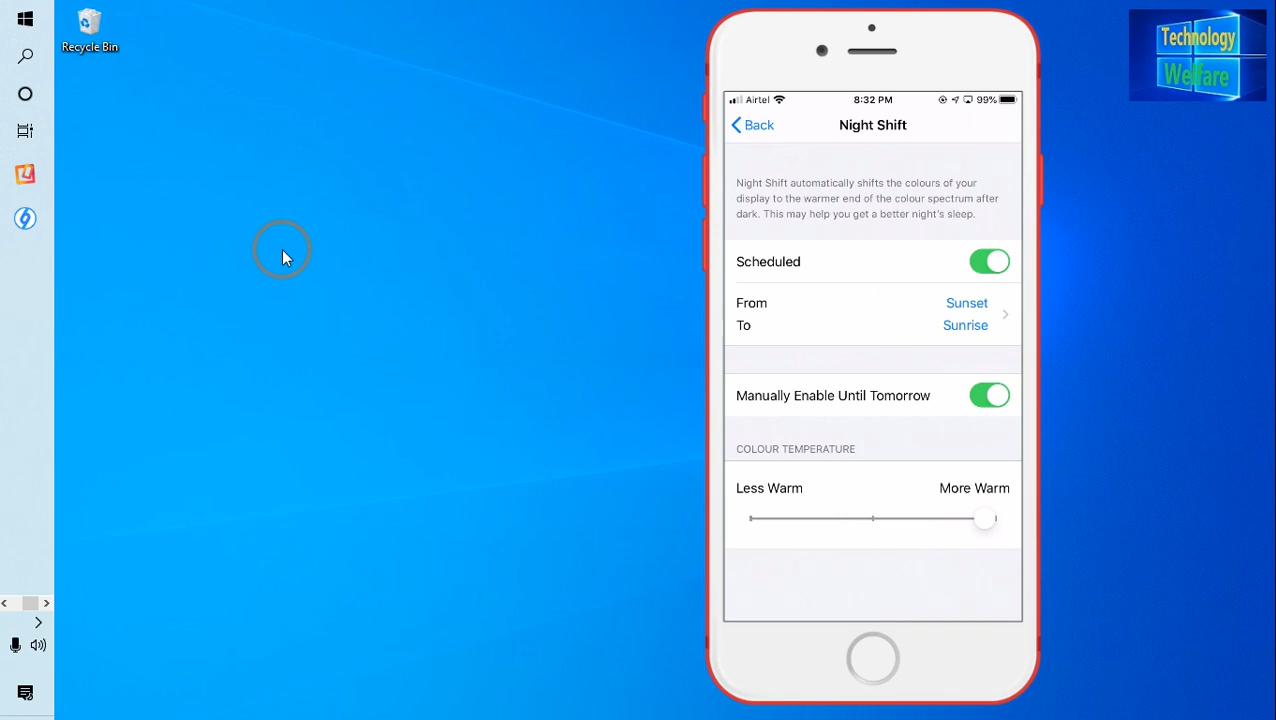 Recycle Bin
Technology
Welfare
Airtel
8:32 PM
99%
Back
Night Shift
Night Shift automatically shifts the colours of your
display to the warmer end of the colour spectrum after
dark. This may help you get a better night's sleep.
Scheduled
From
Sunset
To
Sunrise
Manually Enable Until Tomorrow
COLOUR TEMPERATURE
Less Warm
More Warm